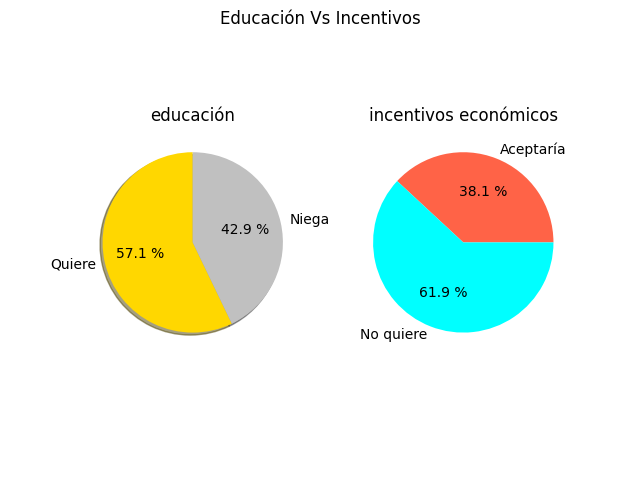 Educación Vs Incentivos
educación
Quiere
57.1 %
42.9 %
Niega
incentivos económicos
Aceptaría
38.1 %
61.9 %
No quiere